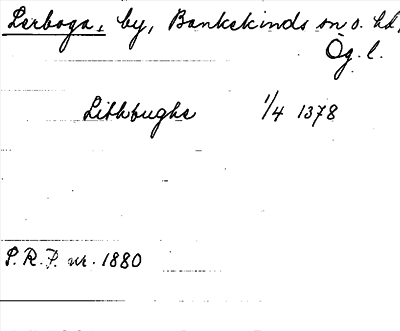 Lerboga, by, Bankekinds sn o. hd,
Ög. l.
Lithbughe 1/4 1378
S.R.P. nr. 1880